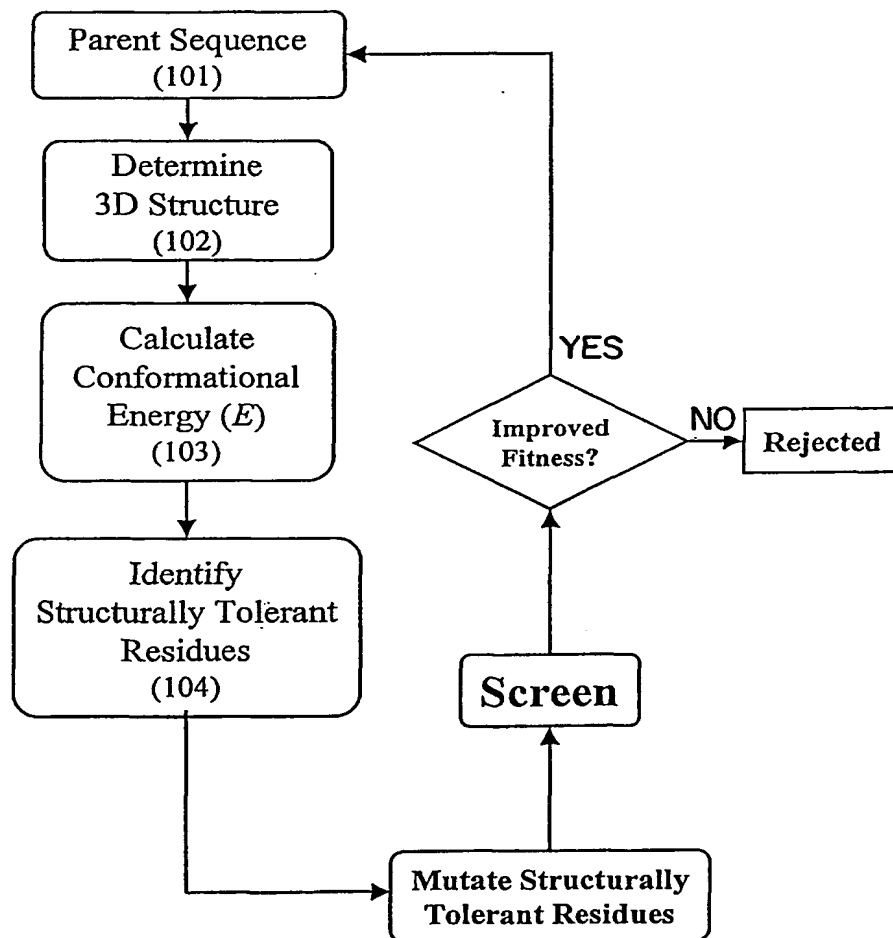 Parent Sequence
(101)
Determine
3D Structure
(102)
Calculate
Conformational
Energy (E)
(103)
Identify
Structurally Tolerant
Residues
(104)
Mutate Structurally
Tolerant Residues
Screen
Improved
Fitness?
YES
NO
Rejected